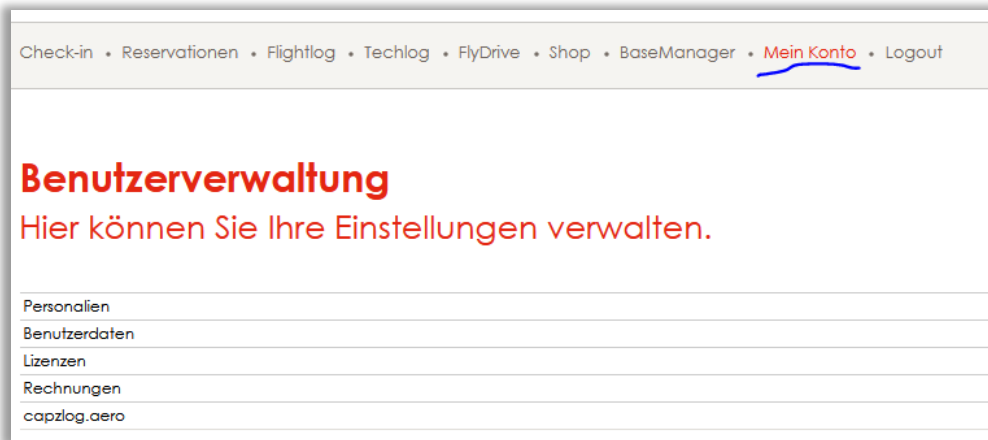 Check-in • Reservationen • Flightlog • Techlog • FlyDrive • Shop • BaseManager • Mein Konto • Logout
Benutzerverwaltung
Hier können Sie Ihre Einstellungen verwalten.
Personalien
Benutzerdaten
Lizenzen
Rechnungen
capzlog.aero